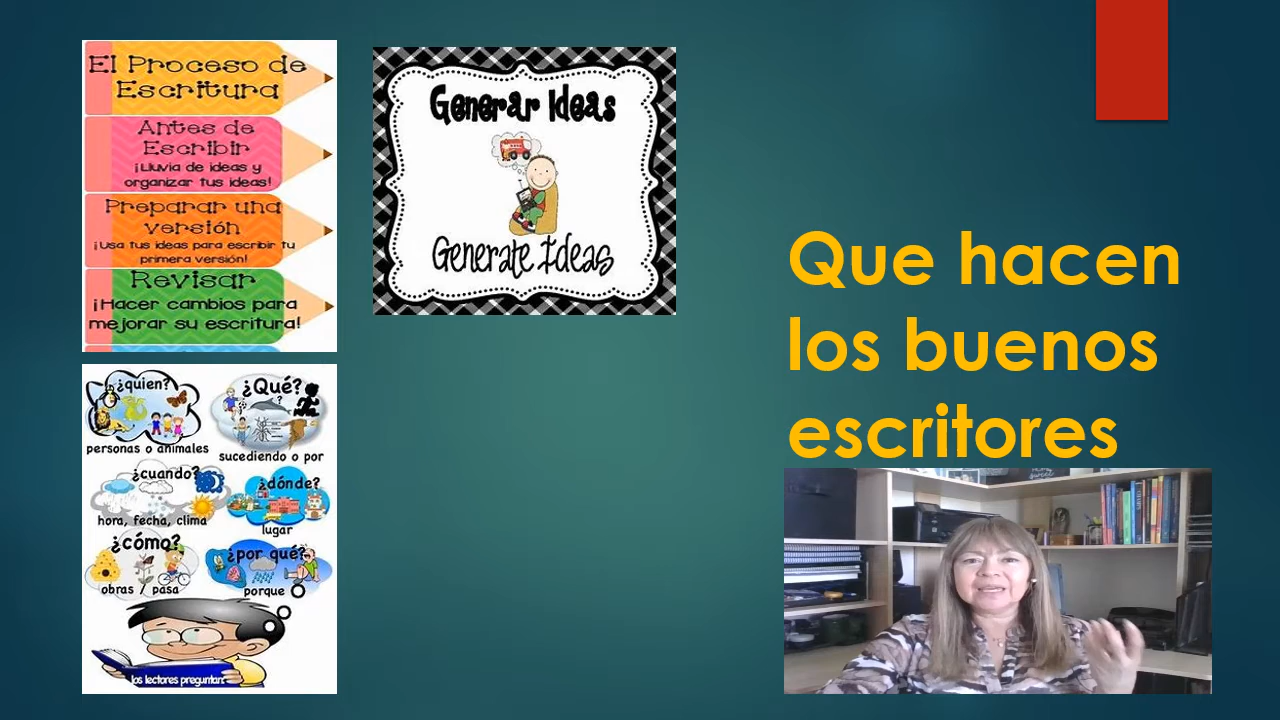 El Proceso de
Escritura
Antes de
Escribir
¡Lluvia de ideas y
organizar tus ideas!
Preparar una
versión
¡Usa tus ideas para escribir tu
primera versión!
Revisar
¡Hacer cambios para
mejorar su escritura!
Generar Ideas
Generate Ideas
¿quien?
¿Qué?
?
personas o animales
sucediendo o por
¿cuando?
¿dónde?
hora, fecha, clima
lugar
¿cómo?
¿por qué?
obras / pasa
porque
los lectores preguntan:
Que hacen
los buenos
escritores